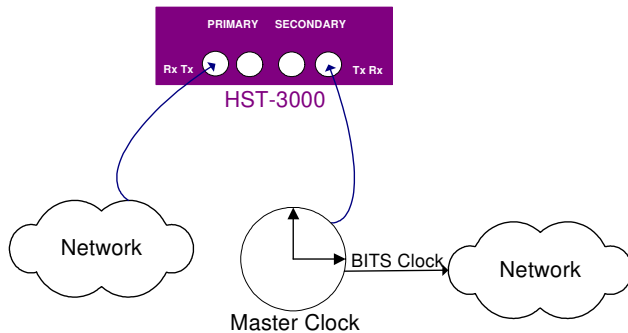 PRIMARY SECONDARY
Rx Tx Tx Rx
HST-3000
Network
BITS Clock
Network
Master Clock